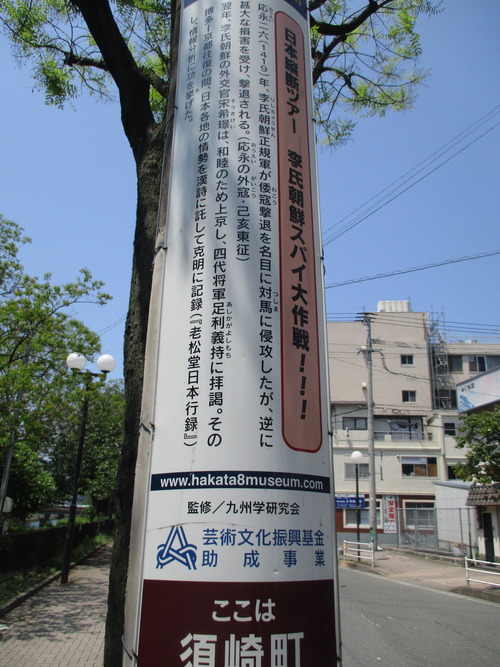 日本縦断ツアー 李氏朝鮮スパイ大作戦!!!!
応永二六(1419)年、李氏朝鮮正規軍が倭寇撃退を名目に対馬に侵攻したが、逆に
甚大な損害を受け、撃退される。(応永の外寇・己亥東征)
翌年、李氏朝鮮の外交官宋希璟は、和睦のため上京し、四代将軍足利義持に拝謁。その
博多―京都往復の間、日本各地の情勢を漢詩に託して克明に記録(『老松堂日本行録』)
し、情報分析に功を挙げた。
www.hakata8museum.com
監修／九州学研究会
芸術文化振興基金
助成事業
ここは
須崎町